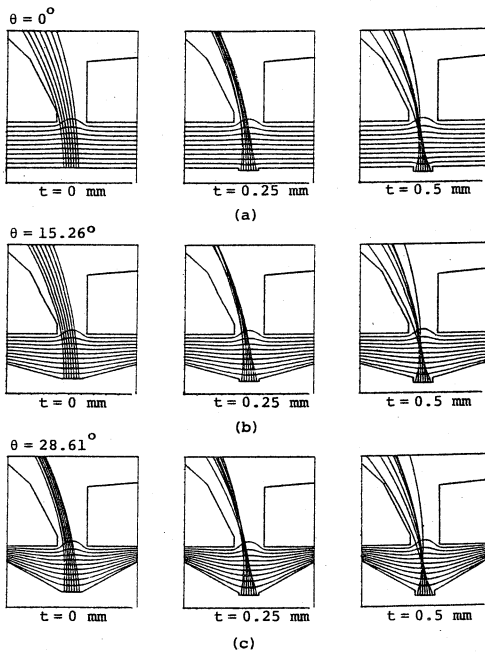 θ = 0°
t = 0 mm t = 0.25 mm t = 0.5 mm
(a)
θ = 15.26°
t = 0 mm t = 0.25 mm t = 0.5 mm
(b)
θ = 28.61°
t = 0 mm t = 0.25 mm t = 0.5 mm
(c)